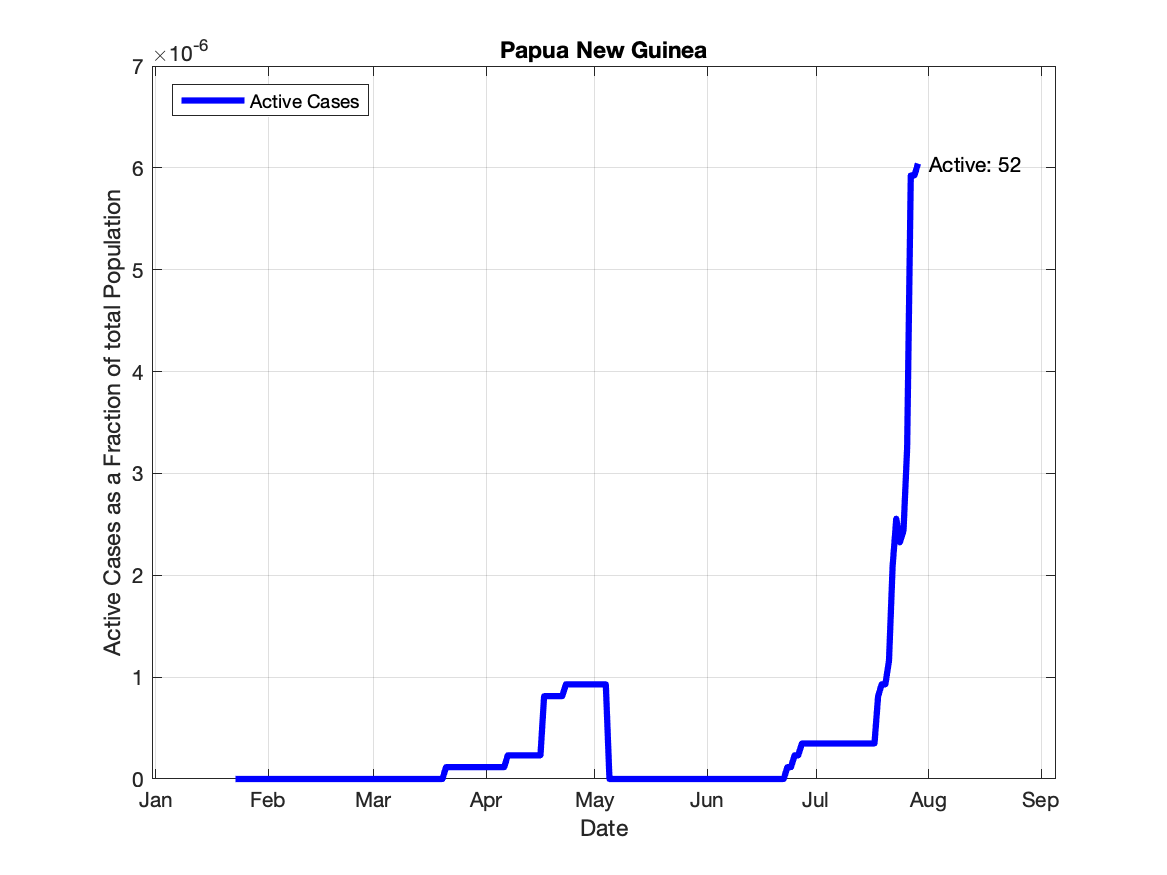 Papua New Guinea
×10-6
7
6
5
4
3
2
1
0
Active Cases as a Fraction of total Population
Active Cases
Active: 52
Jan Feb Mar Apr May Jun Jul Aug Sep
Date